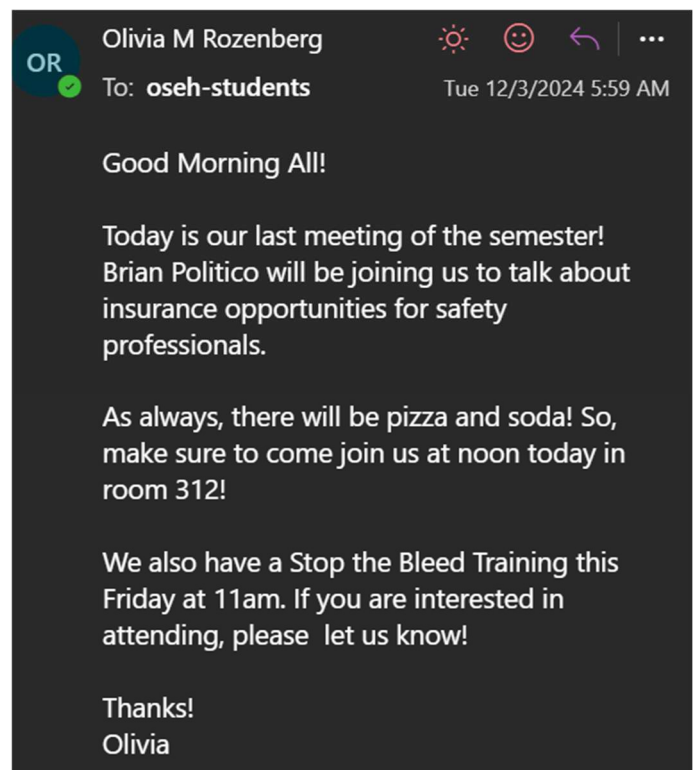 OR
Olivia M Rozenberg
To: oseh-students
Tue 12/3/2024 5:59 AM
Good Morning All!
Today is our last meeting of the semester!
Brian Politico will be joining us to talk about
insurance opportunities for safety
professionals.
As always, there will be pizza and soda! So,
make sure to come join us at noon today in
room 312!
We also have a Stop the Bleed Training this
Friday at 11am. If you are interested in
attending, please  let us know!
Thanks!
Olivia